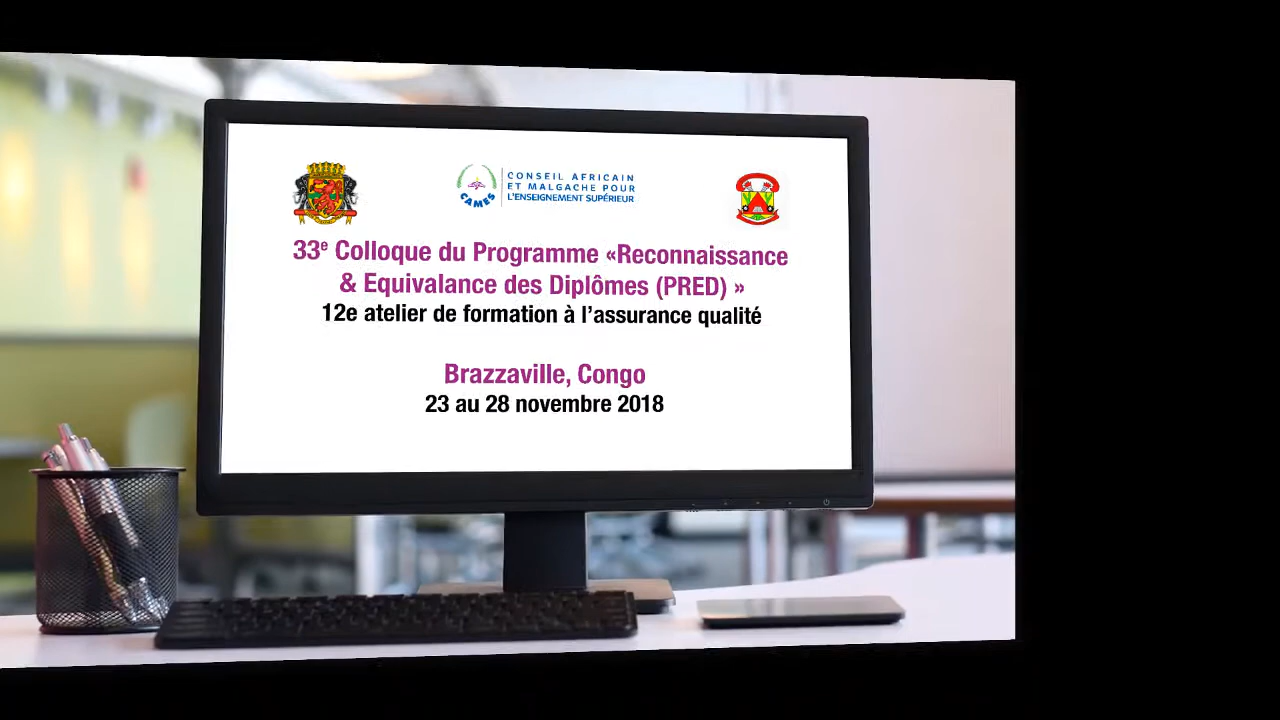 CONSEIL AFRICAIN
ET MALGACHE POUR
L'ENSEIGNEMENT SUPÉRIEUR
CAMES
33e Colloque du Programme «Reconnaissance
& Equivalance des Diplômes (PRED) »
12e atelier de formation à l'assurance qualité
Brazzaville, Congo
23 au 28 novembre 2018